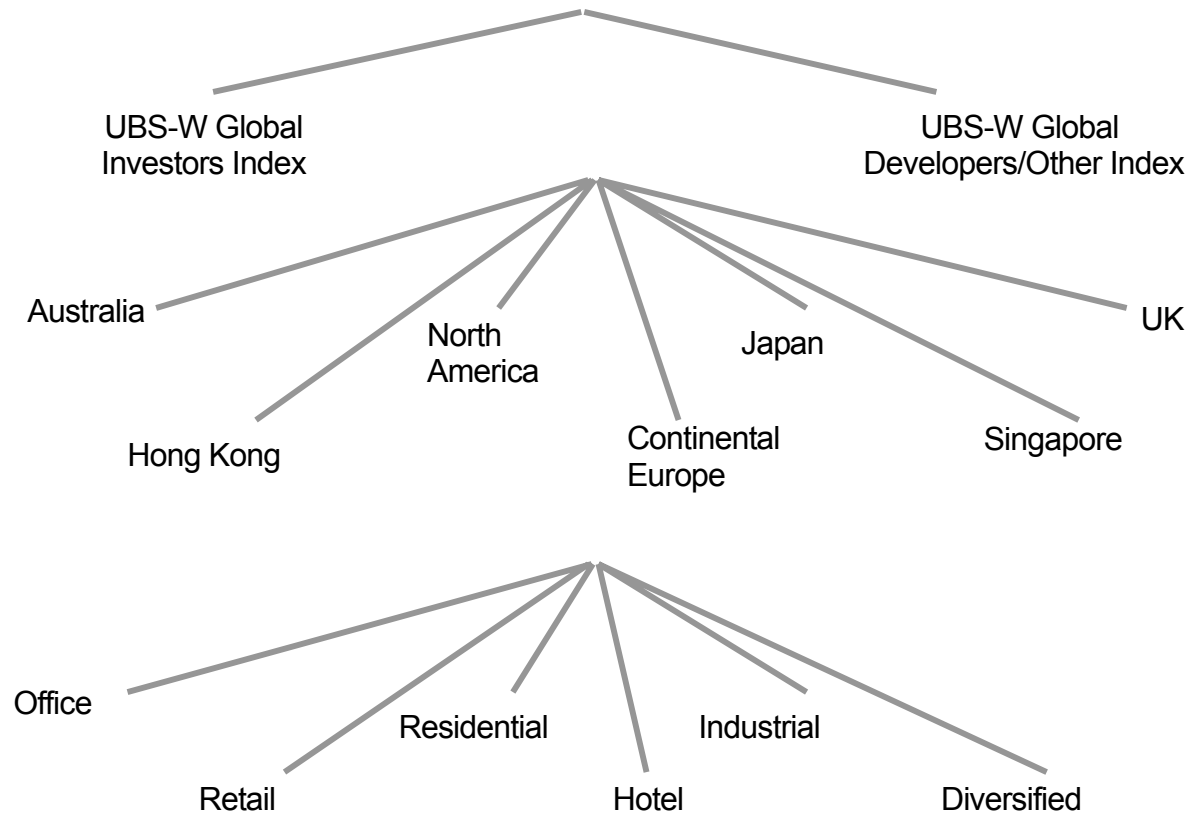 UBS-W Global
Investors Index
UBS-W Global
Developers/Other Index
Australia
North
America
Japan
UK
Hong Kong
Continental
Europe
Singapore
Office
Residential
Industrial
Retail
Hotel
Diversified